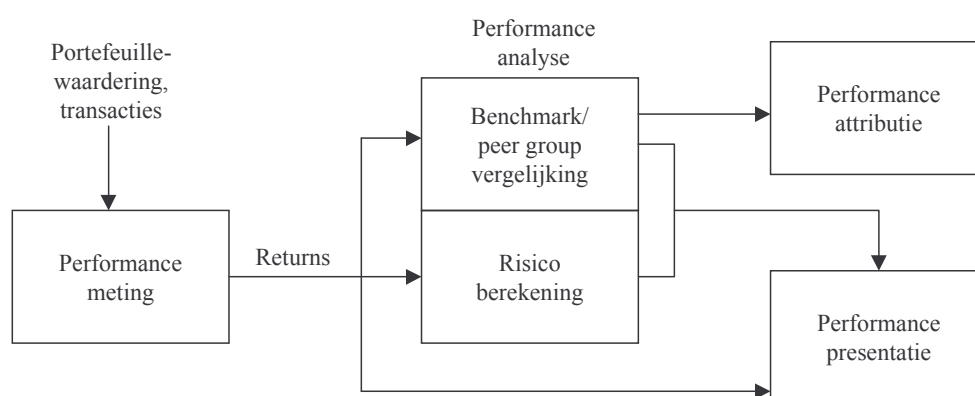 Portefeuille-
waardering,
transacties
Performance
meting
Returns
Performance
analyse
Benchmark/
peer group
vergelijking
Risico
berekening
Performance
attributie
Performance
presentatie